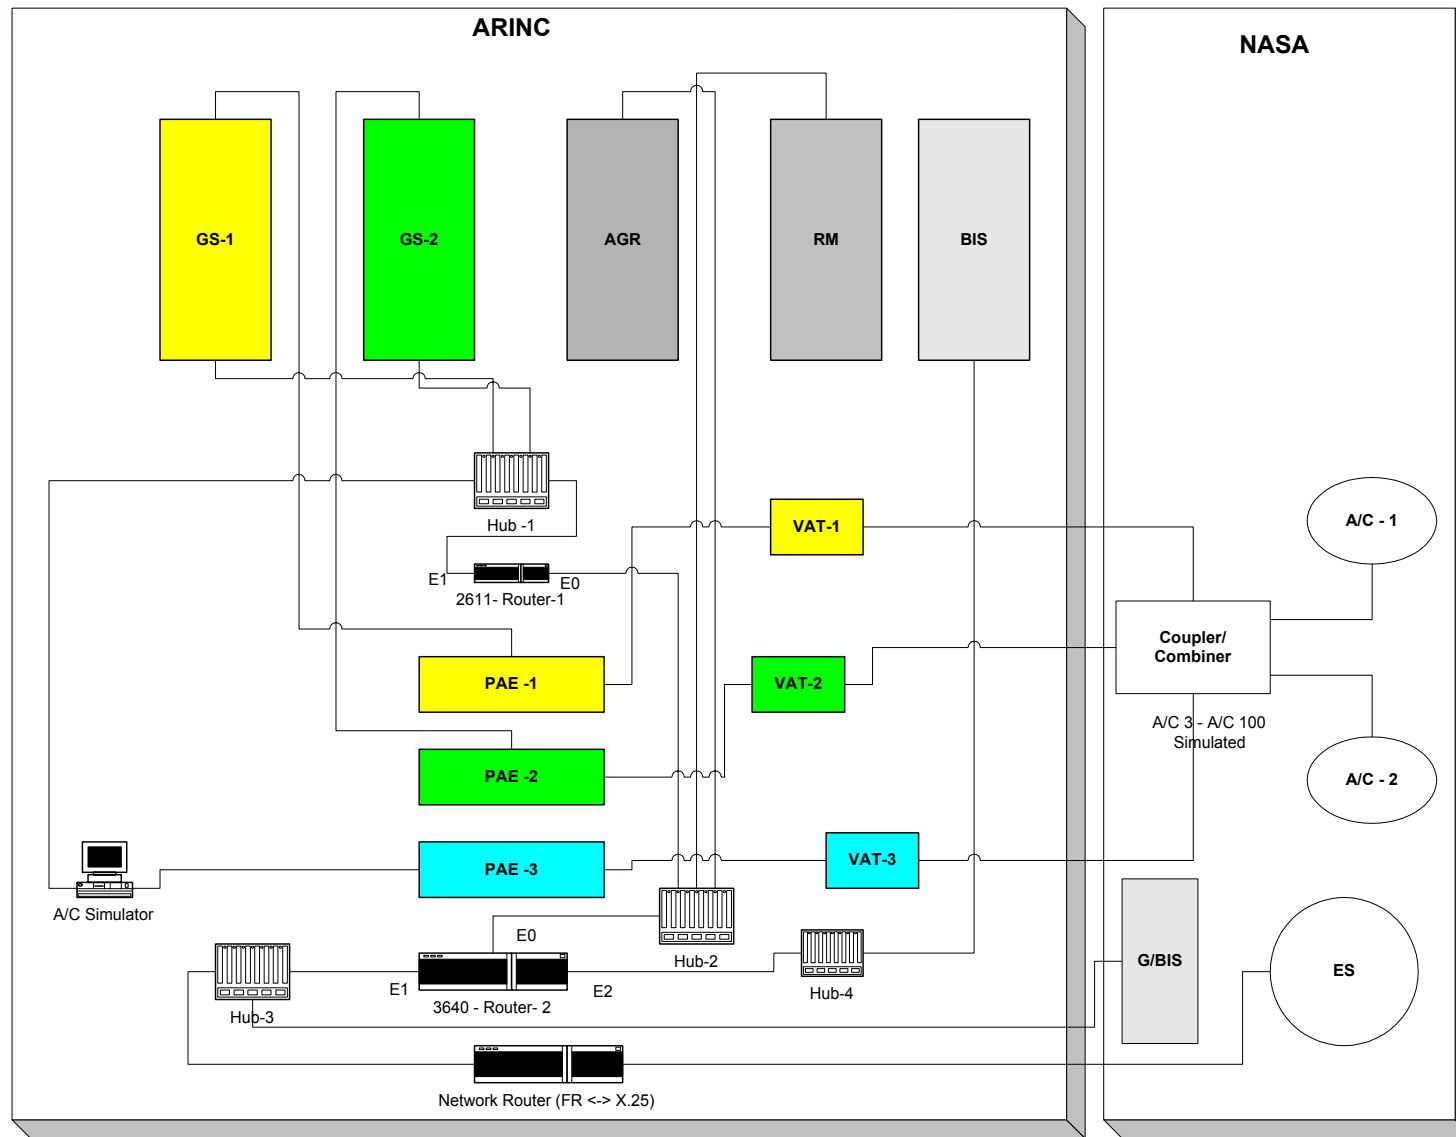 ARINC
NASA
GS-1
GS-2
AGR
RM
BIS
Hub -1
E1
E0
2611- Router-1
VAT-1
A/C - 1
PAE -1
VAT-2
Coupler/
Combiner
A/C 3 - A/C 100
Simulated
PAE -2
A/C - 2
PAE -3
VAT-3
A/C Simulator
E0
Hub-2
E1
E2
3640 - Router- 2
Hub-3
Hub-4
G/BIS
ES
Network Router (FR <-> X.25)